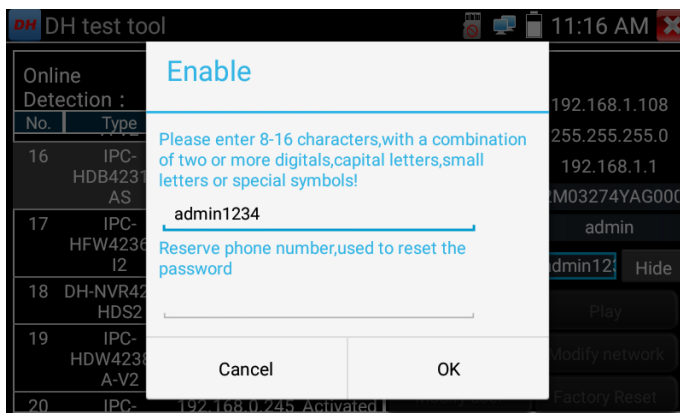 DH DH test tool 11:16 AM
Online
Detection :
No. Type
16 IPC-
HDB4231
AS
17 IPC-
HFW4236
I2
18 DH-NVR42
HDS2
19 IPC-
HDW4238
A-V2
20 IPC- 192.168.0.245 Activated
Enable
Please enter 8-16 characters,with a combination
of two or more digitals,capital letters,small
letters or special symbols!
admin1234
Reserve phone number,used to reset the
password
Cancel OK
192.168.1.108
255.255.255.0
192.168.1.1
2M03274YAG000
admin
admin123 Hide
Play
Modify network
Factory Reset